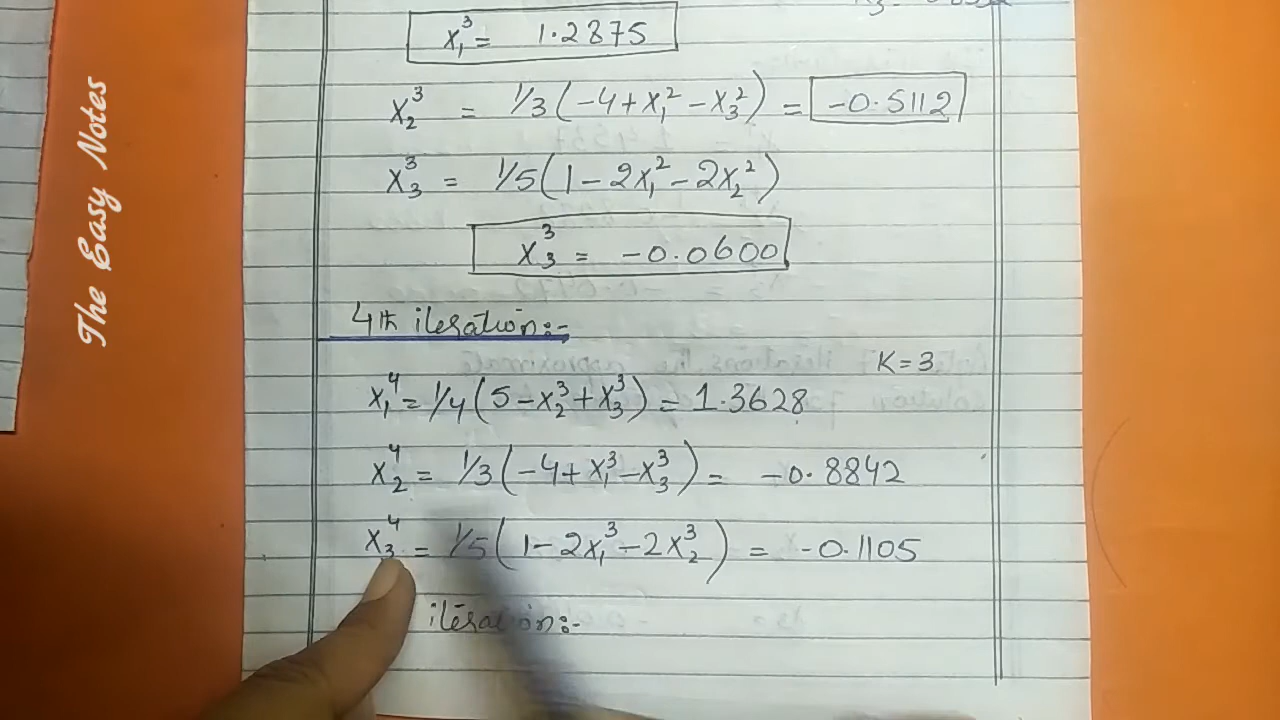 x₁³ = 1.2875
x₂³ = 1/3(-4+x₁²-x₃²) = -0.5112
x₃³ = 1/5(1-2x₁²-2x₂²)
x₃³ = -0.0600
4th iteration:-
K=3
x₁⁴ = 1/4(5-x₂³+x₃³) = 1.3628
x₂⁴ = 1/3(-4+x₁³-x₃³) = -0.8842
x₃⁴ = 1/5(1-2x₁³-2x₂³) = -0.1105
iteration:-
The Easy Notes